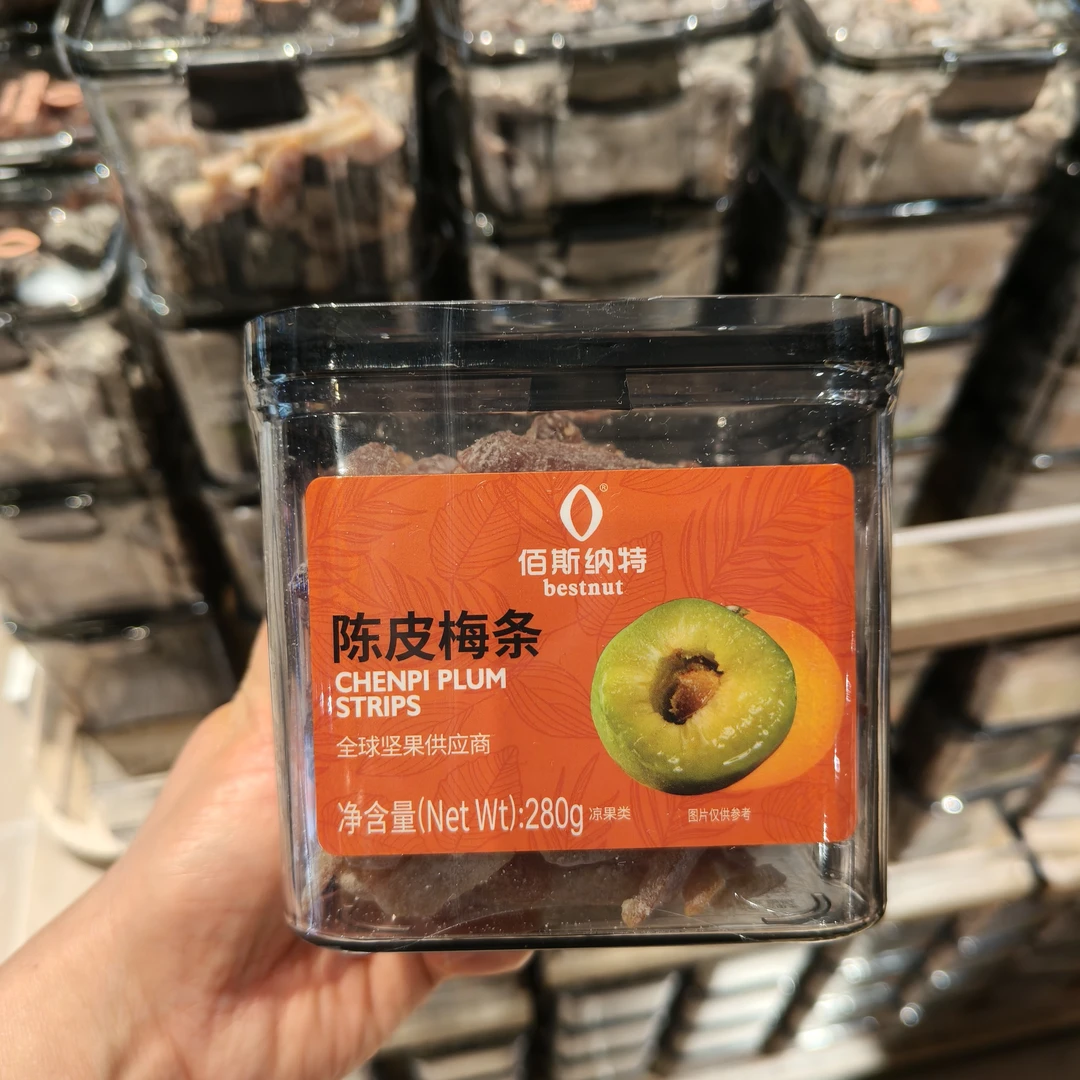 ®
佰斯纳特
bestnut
陈皮梅条
CHENPI PLUM
STRIPS
全球坚果供应商
净含量(Net Wt):280g 凉果类 图片仅供参考